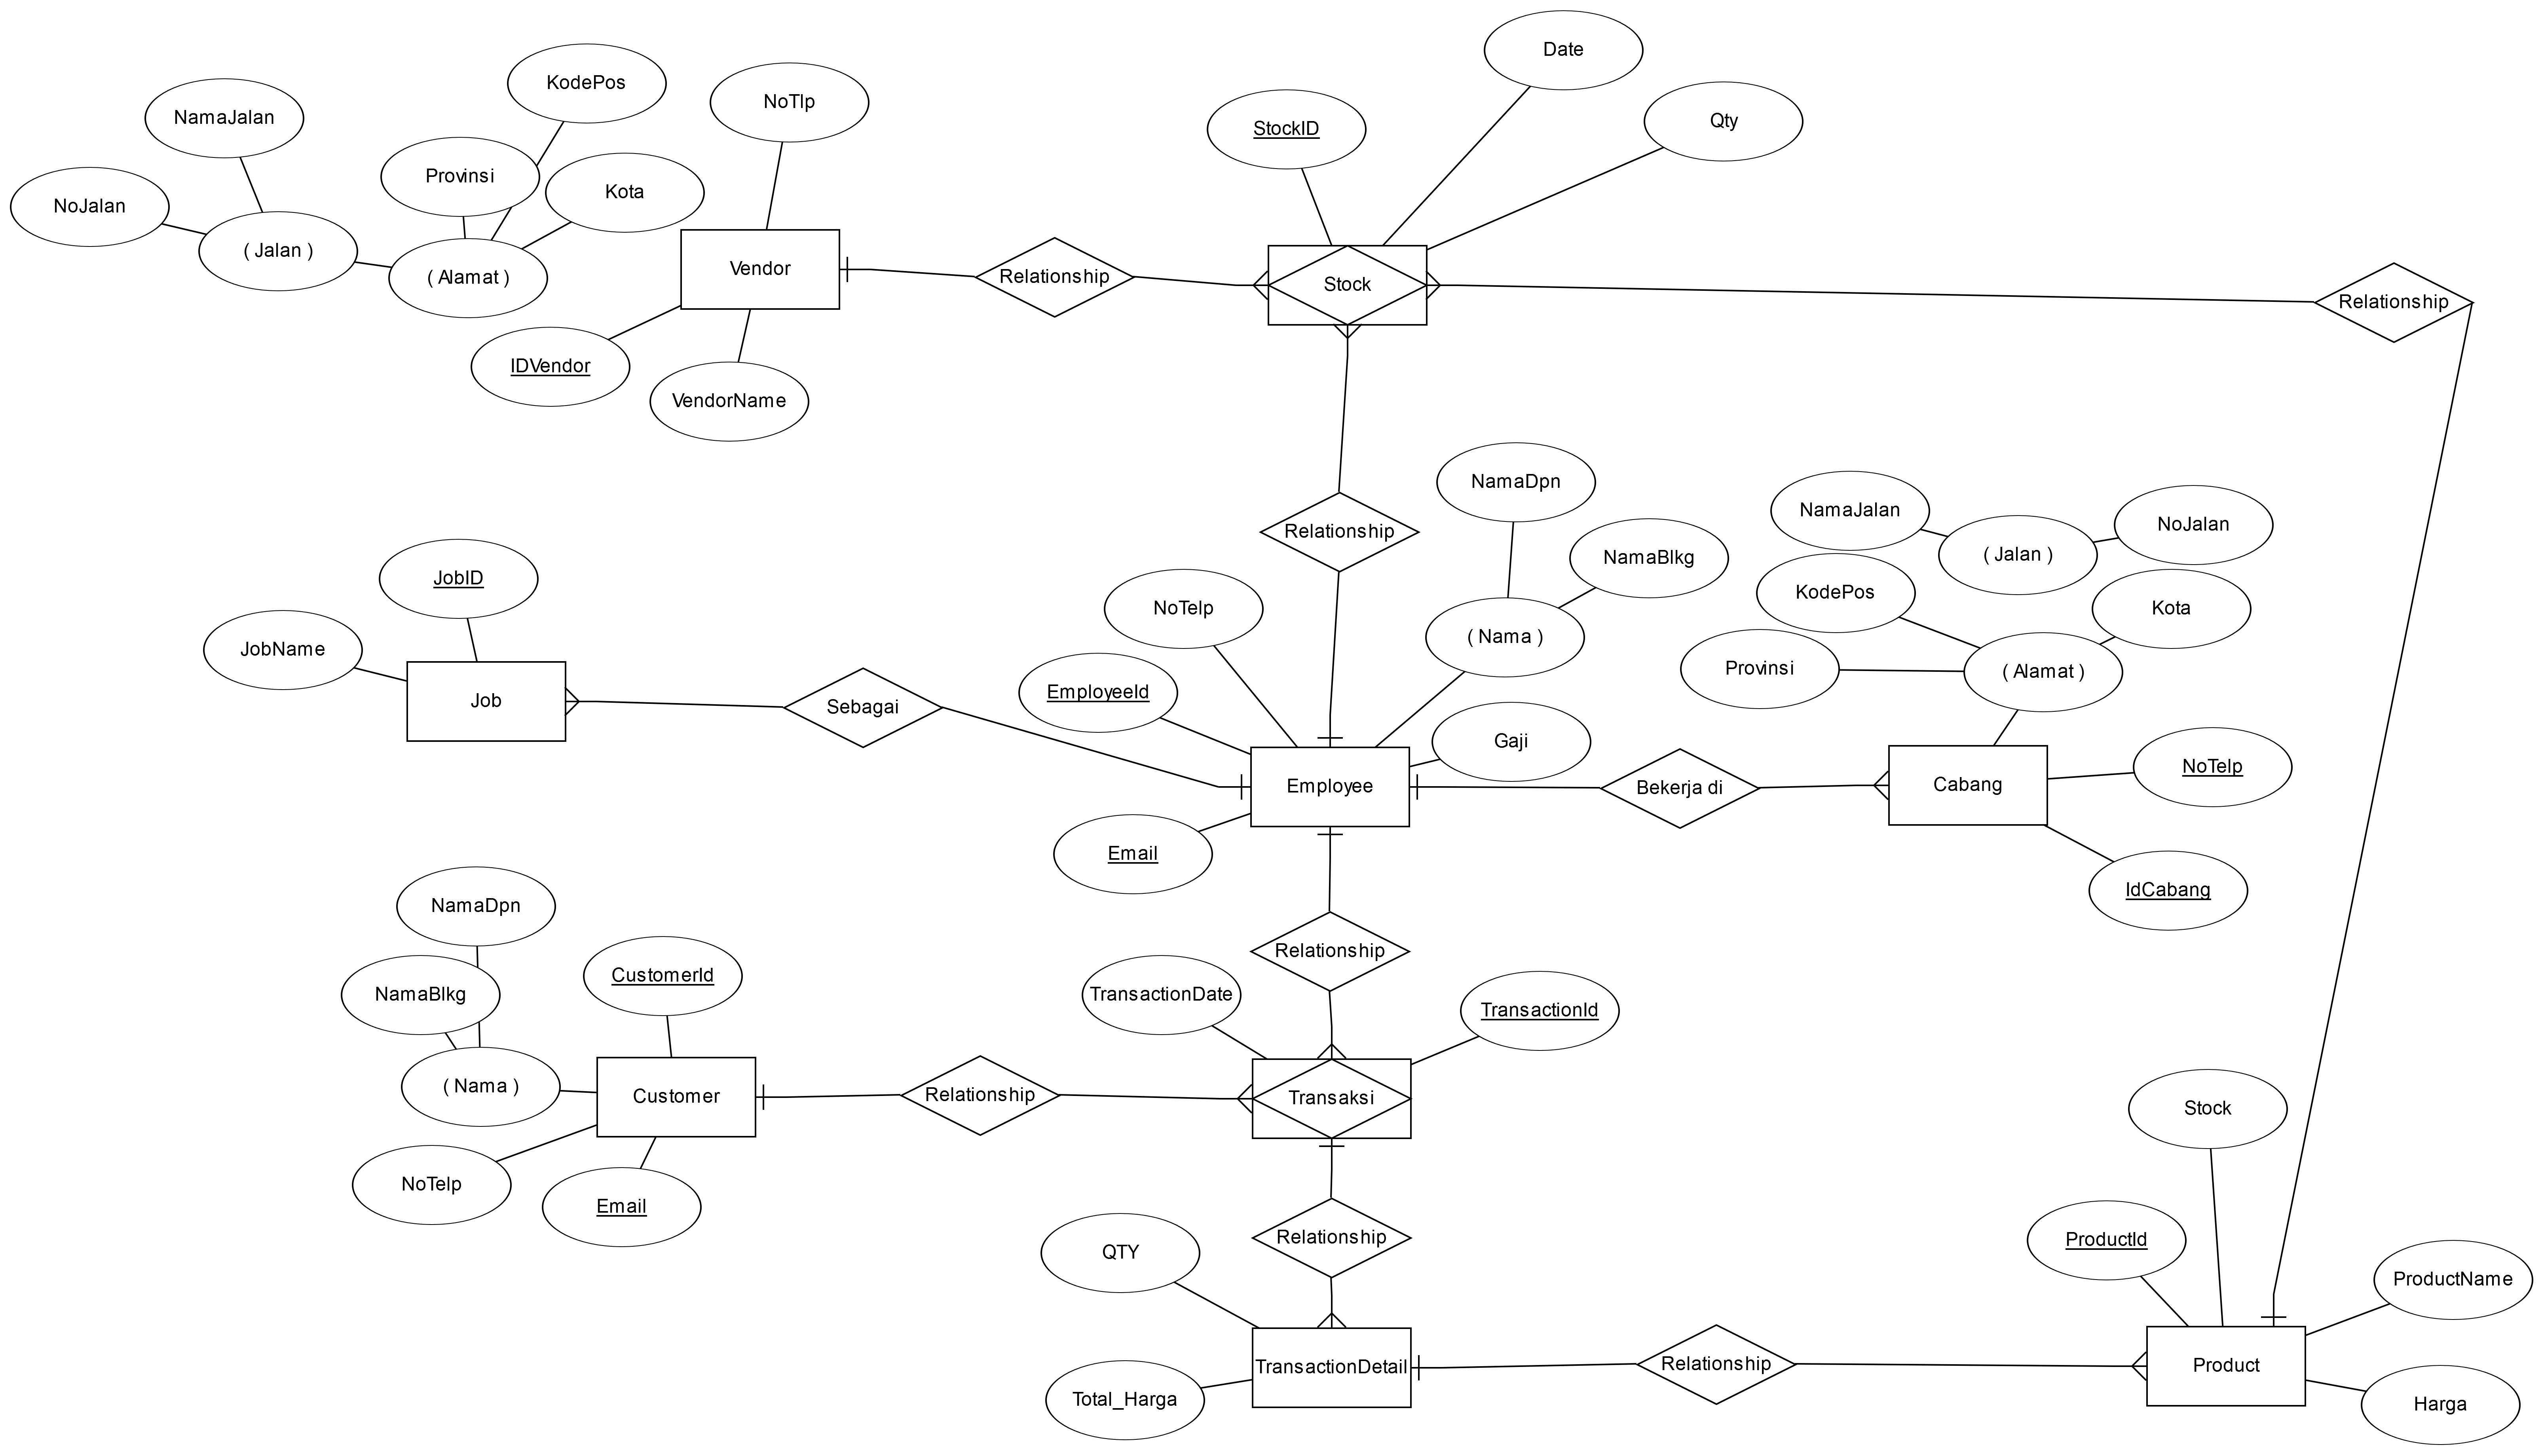 Date
KodePos
NoTlp
NamaJalan
Qty
StockID
Provinsi
Kota
NoJalan
( Jalan )
( Alamat )
Vendor
Relationship
Stock
Relationship
IDVendor
VendorName
NamaDpn
NamaJalan
NoJalan
Relationship
NamaBlkg
( Jalan )
JobID
KodePos
NoTelp
Kota
( Nama )
JobName
Provinsi
( Alamat )
EmployeeId
Job
Sebagai
Gaji
Employee
Bekerja di
Cabang
NoTelp
Email
IdCabang
NamaDpn
Relationship
CustomerId
NamaBlkg
TransactionDate
TransactionId
( Nama )
Customer
Relationship
Transaksi
Stock
NoTelp
Email
Relationship
ProductId
QTY
ProductName
TransactionDetail
Relationship
Product
Total_Harga
Harga